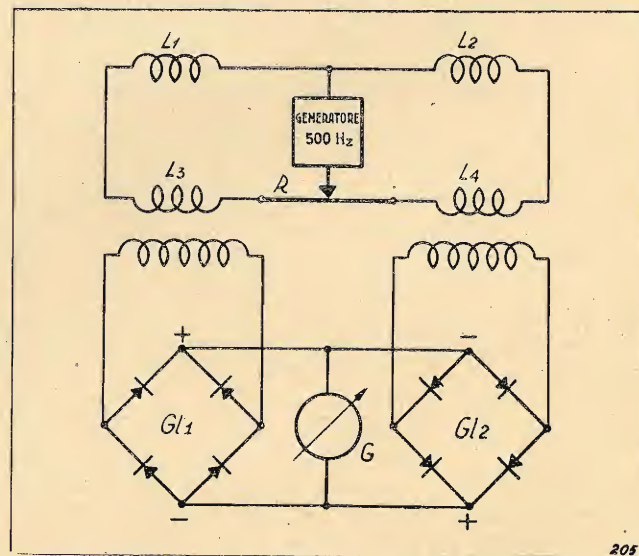 L1
L2
GENERATORE
500 Hz
L3
R
L4
+
-
Gl1
G
Gl2
-
+
205